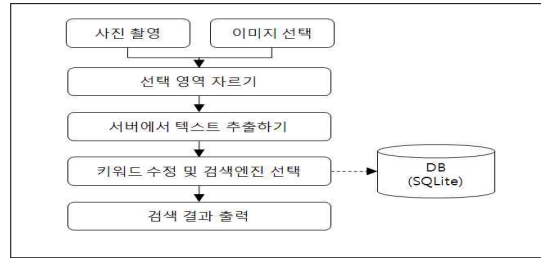 사진 촬영
이미지 선택
선택 영역 자르기
서버에서 텍스트 추출하기
키워드 수정 및 검색엔진 선택
DB
(SQLite)
검색 결과 출력